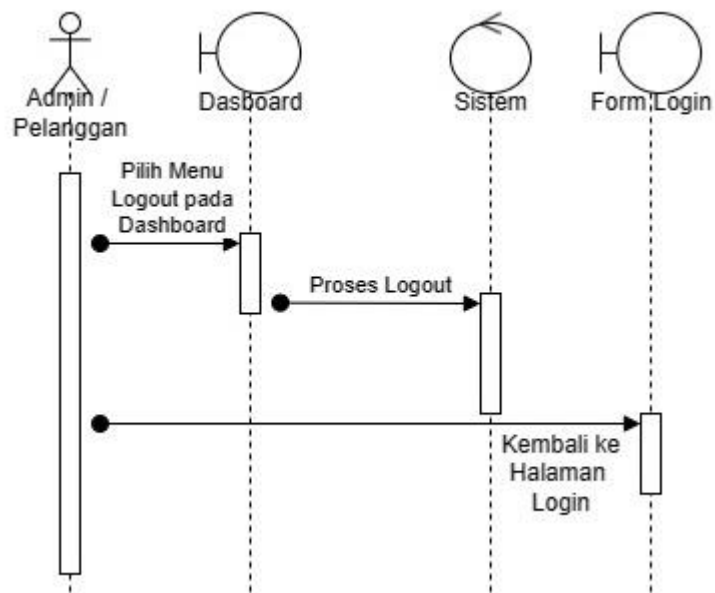 Admin /
Pelanggan
Dasboard
Sistem
Form Login
Pilih Menu
Logout pada
Dashboard
Proses Logout
Kembali ke
Halaman
Login